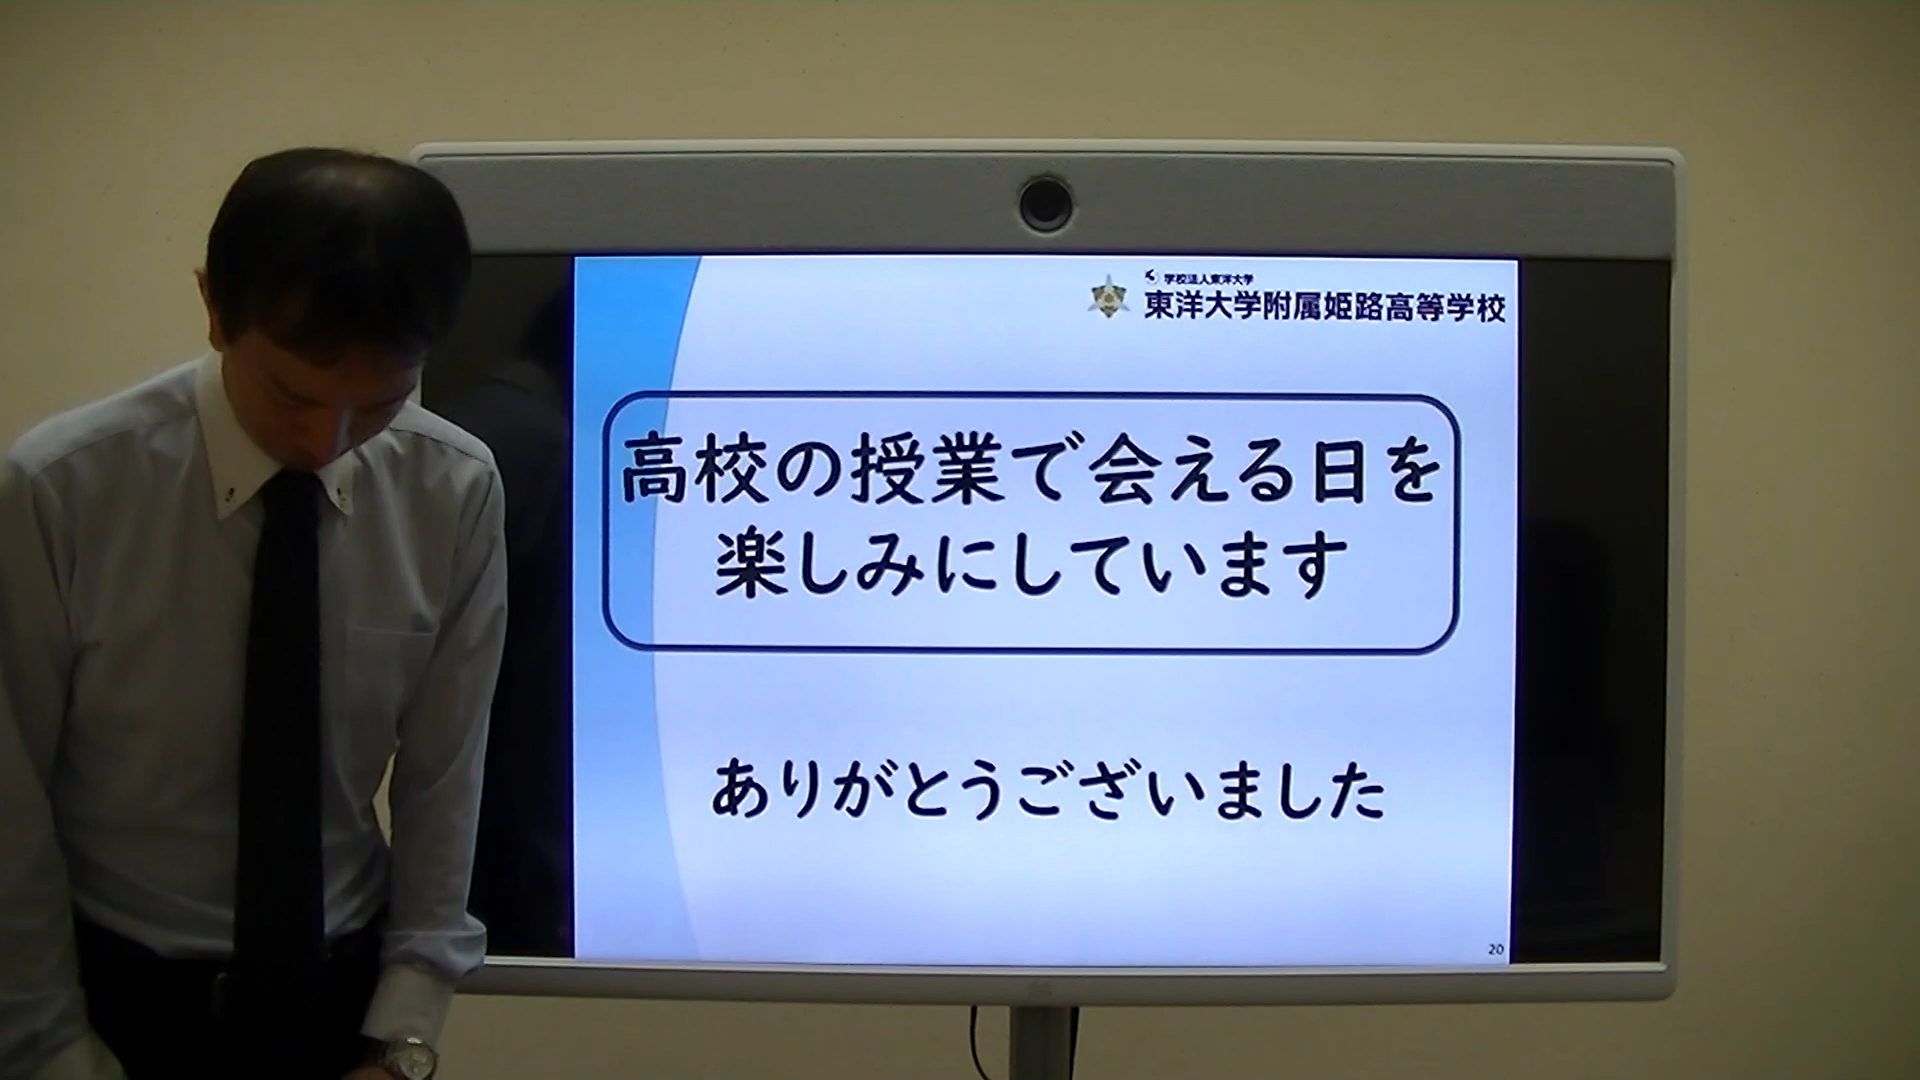 学校法人東洋大学
東洋大学附属姫路高等学校
高校の授業で会える日を
楽しみにしています
ありがとうございました
20